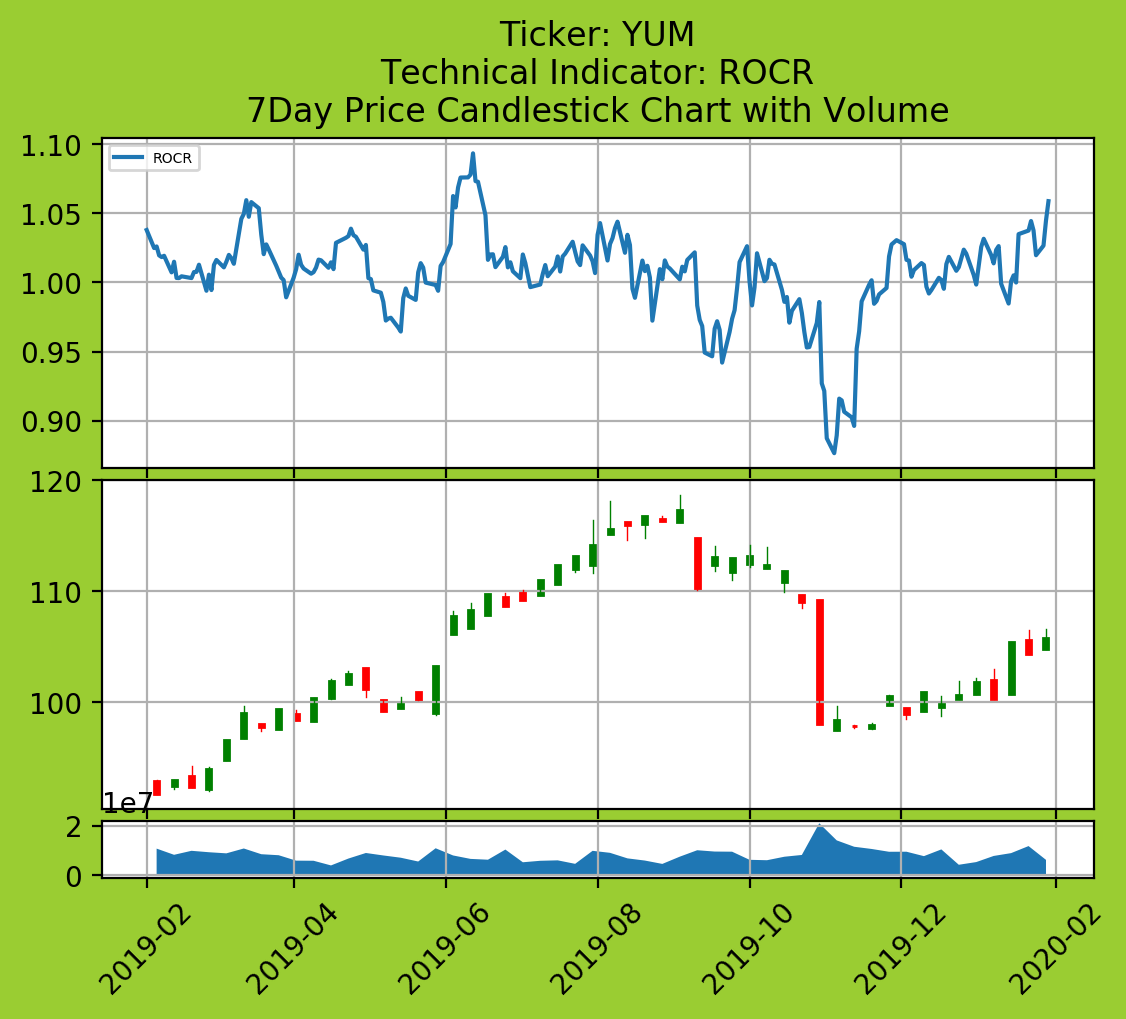 Ticker: YUM
Technical Indicator: ROCR
7Day Price Candlestick Chart with Volume
1.10
ROCR
1.05
1.00
0.95
0.90
120
110
100
1e7
2
0
2019-02 2019-04 2019-06 2019-08 2019-10 2019-12 2020-02